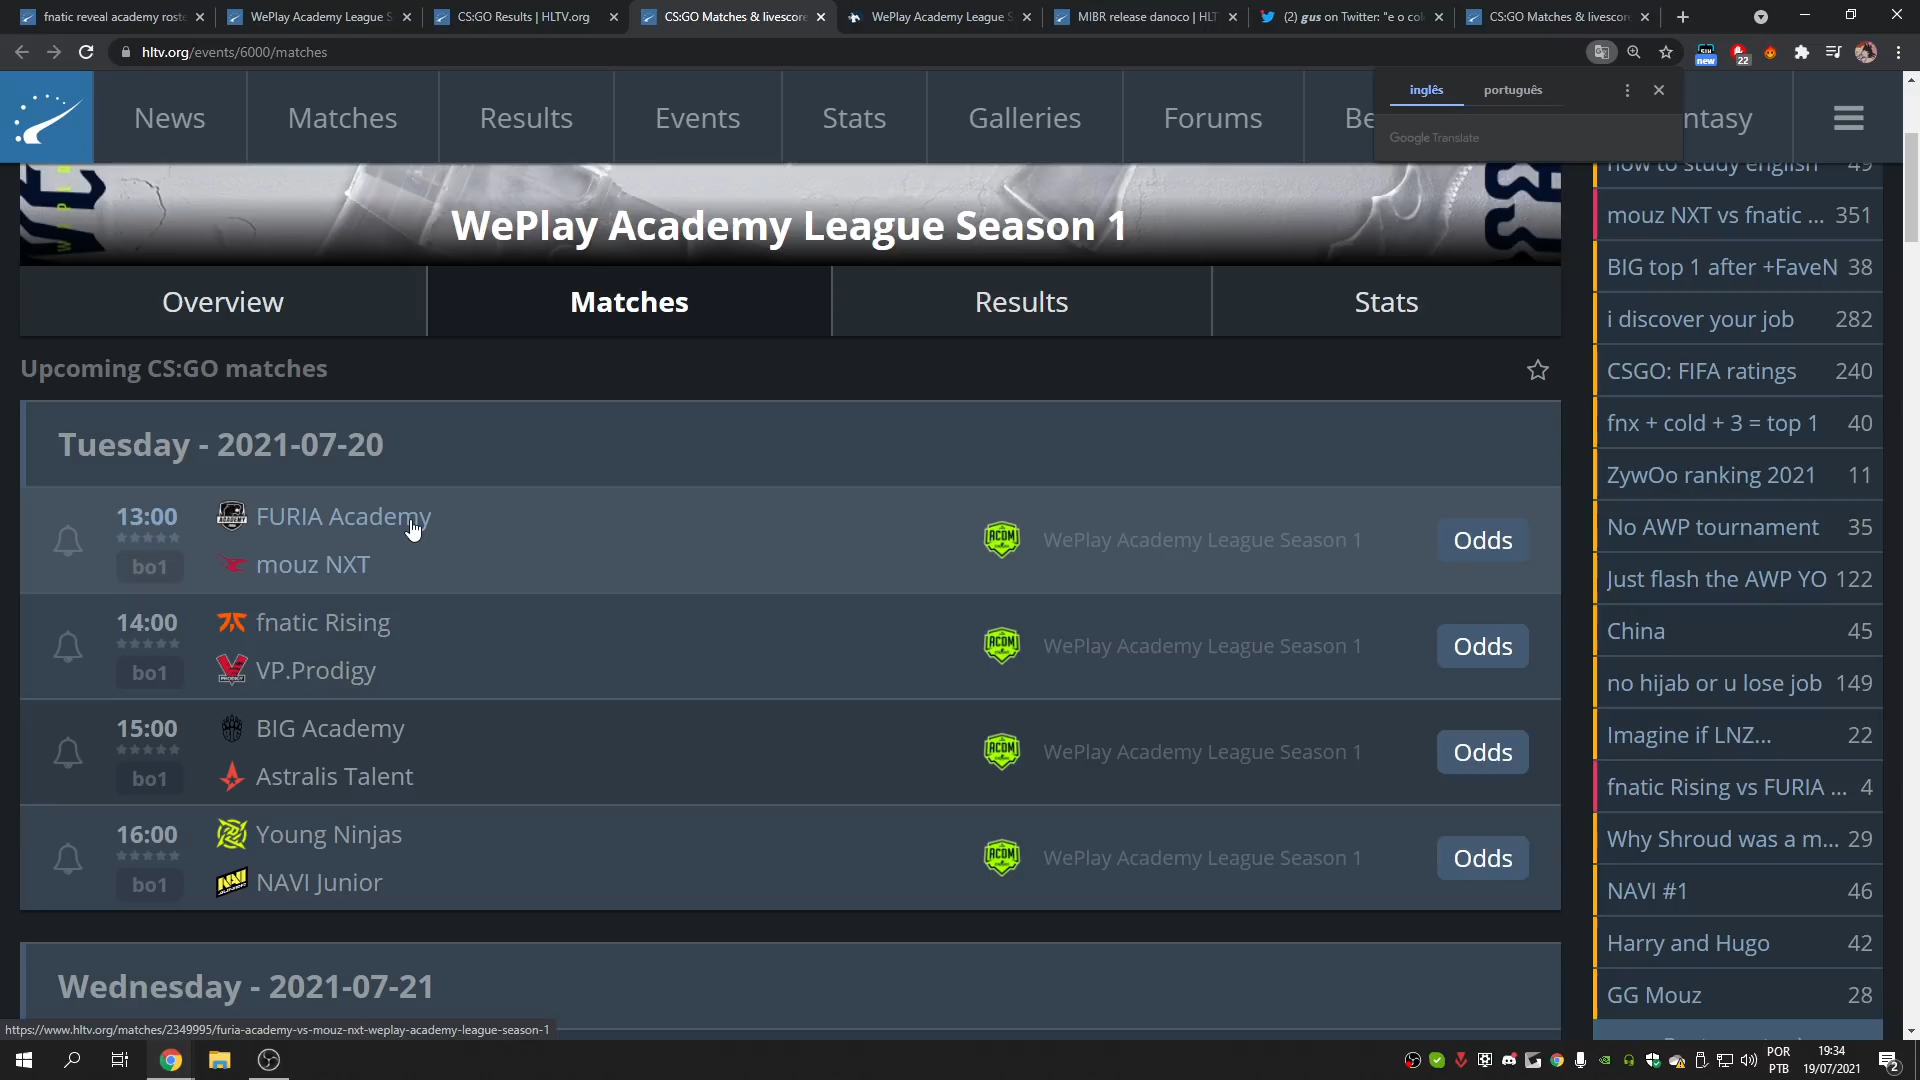 fnatic reveal academy roste
WePlay Academy League S
CS:GO Results | HLTV.org
CS:GO Matches & livescore
WePlay Academy League S
MIBR release danoco | HLT
(2) gus on Twitter: "e o col
CS:GO Matches & livescore
hltv.org/events/6000/matches
new
22
inglês
português
Google Translate
News
Matches
Results
Events
Stats
Galleries
Forums
Be
ntasy
WePlay Academy League Season 1
Overview
Matches
Results
Stats
Upcoming CS:GO matches
Tuesday - 2021-07-20
13:00
bo1
FURIA Academy
mouz NXT
WePlay Academy League Season 1
Odds
14:00
bo1
fnatic Rising
VP.Prodigy
WePlay Academy League Season 1
Odds
15:00
bo1
BIG Academy
Astralis Talent
WePlay Academy League Season 1
Odds
16:00
bo1
Young Ninjas
NAVI Junior
WePlay Academy League Season 1
Odds
Wednesday - 2021-07-21
how to study english 49
mouz NXT vs fnatic ... 351
BIG top 1 after +FaveN 38
i discover your job 282
CSGO: FIFA ratings 240
fnx + cold + 3 = top 1 40
ZywOo ranking 2021 11
No AWP tournament 35
Just flash the AWP YO 122
China 45
no hijab or u lose job 149
Imagine if LNZ... 22
fnatic Rising vs FURIA ... 4
Why Shroud was a m... 29
NAVI #1 46
Harry and Hugo 42
GG Mouz 28
https://www.hltv.org/matches/2349995/furia-academy-vs-mouz-nxt-weplay-academy-league-season-1
POR
PTB
19:34
19/07/2021
2